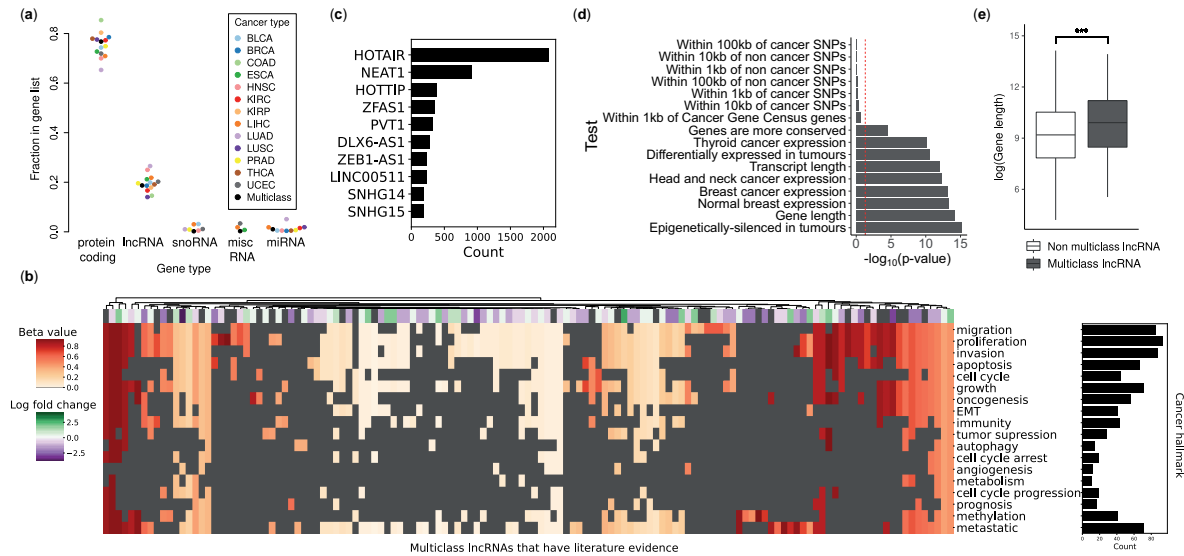 (a)
Fraction in gene list
0.8
0.6
0.4
0.2
0.0
protein coding
lncRNA
snoRNA
misc RNA
miRNA
Gene type
Cancer type
BLCA
BRCA
COAD
ESCA
HNSC
KIRC
KIRP
LIHC
LUAD
LUSC
PRAD
THCA
UCEC
Multiclass
(c)
HOTAIR
NEAT1
HOTTIP
ZFAS1
PVT1
DLX6-AS1
ZEB1-AS1
LINC00511
SNHG14
SNHG15
0 500 1000 1500 2000
Count
(d)
Test
Within 100kb of cancer SNPs
Within 10kb of non cancer SNPs
Within 1kb of non cancer SNPs
Within 100kb of non cancer SNPs
Within 1kb of cancer SNPs
Within 10kb of cancer SNPs
Within 1kb of Cancer Gene Census genes
Genes are more conserved
Thyroid cancer expression
Differentially expressed in tumours
Transcript length
Head and neck cancer expression
Breast cancer expression
Normal breast expression
Gene length
Epigenetically-silenced in tumours
0 5 10 15
-log10(p-value)
(e)
***
log(Gene length)
15
12
9
6
Non multiclass lncRNA
Multiclass lncRNA
(b)
Beta value
0.8
0.6
0.4
0.2
Log fold change
2.5
0.0
−2.5
migration
proliferation
invasion
apoptosis
cell cycle
growth
oncogenesis
EMT
immunity
tumor supression
autophagy
cell cycle arrest
angiogenesis
metabolism
cell cycle progression
prognosis
methylation
metastatic
Multiclass lncRNAs that have literature evidence
Cancer hallmark
0 20 40 60 80
Count